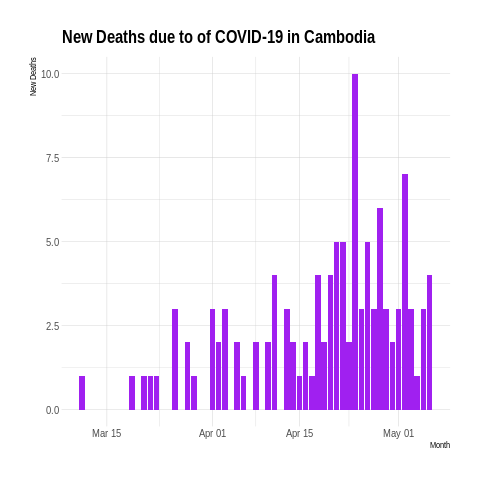 New Deaths due to of COVID-19 in Cambodia
New Deaths
10.0
7.5
5.0
2.5
0.0
Mar 15 Apr 01 Apr 15 May 01
Month